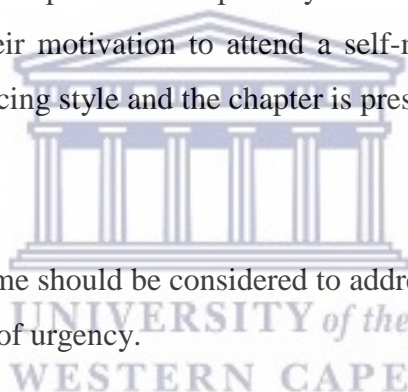 eir motivation to attend a self-r
cing style and the chapter is pres
me should be considered to addre
of urgency.
UNIVERSITY of the
WESTERN CAPE